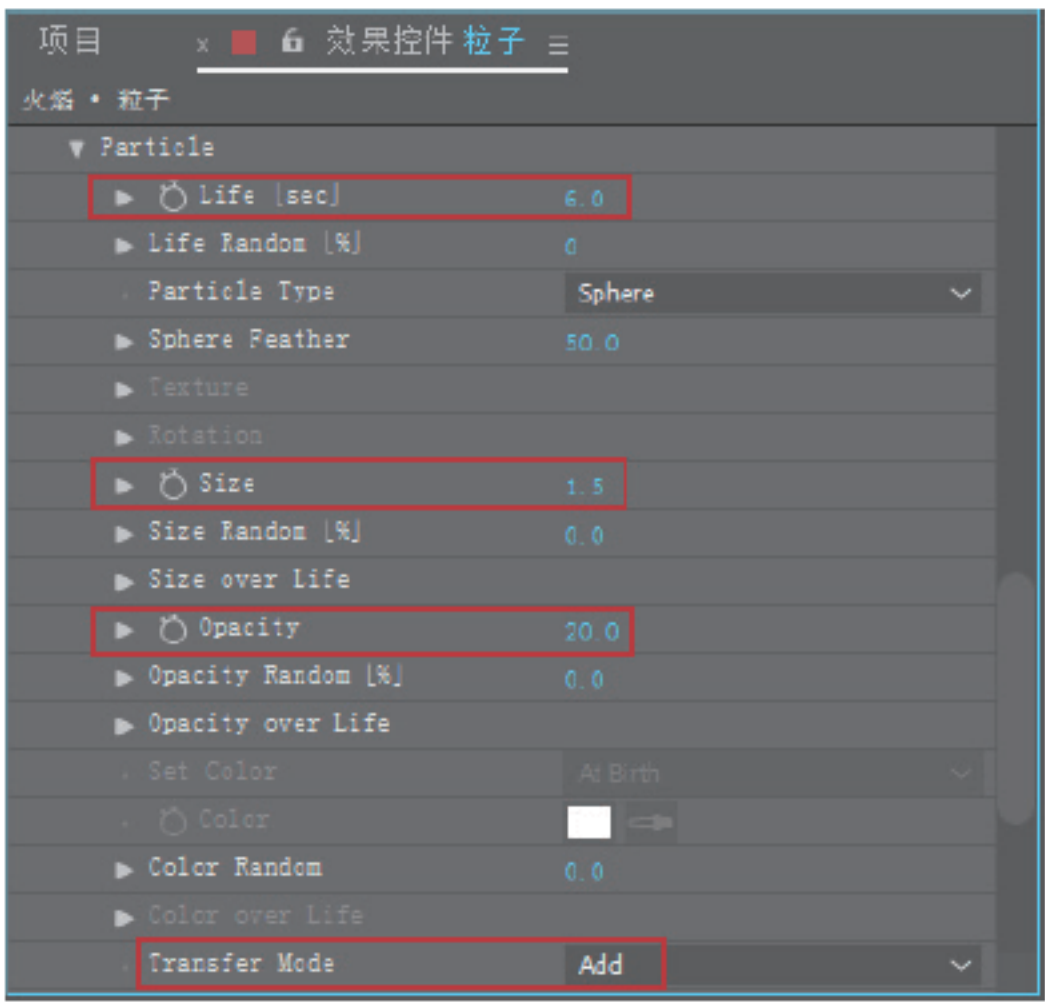 项目 x 效果控件 粒子 ≡
火焰 • 粒子
Particle
Life [sec] 6.0
Life Random [%] 0
Particle Type Sphere
Sphere Feather 50.0
Texture
Rotation
Size 1.5
Size Random [%] 0.0
Size over Life
Opacity 20.0
Opacity Random [%] 0.0
Opacity over Life
Set Color At Birth
Color
Color Random 0.0
Color over Life
Transfer Mode Add